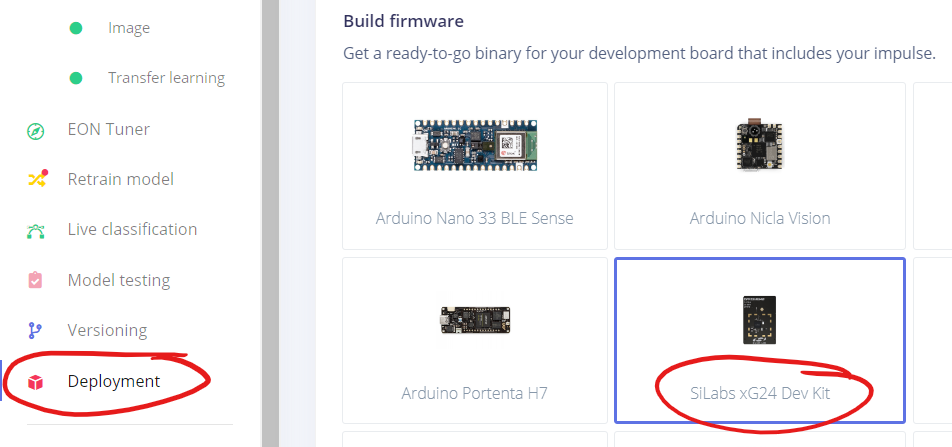 Image
Transfer learning
EON Tuner
Retrain model
Live classification
Model testing
Versioning
Deployment
Build firmware
Get a ready-to-go binary for your development board that includes your impulse.
Arduino Nano 33 BLE Sense
Arduino Nicla Vision
Arduino Portenta H7
SiLabs xG24 Dev Kit